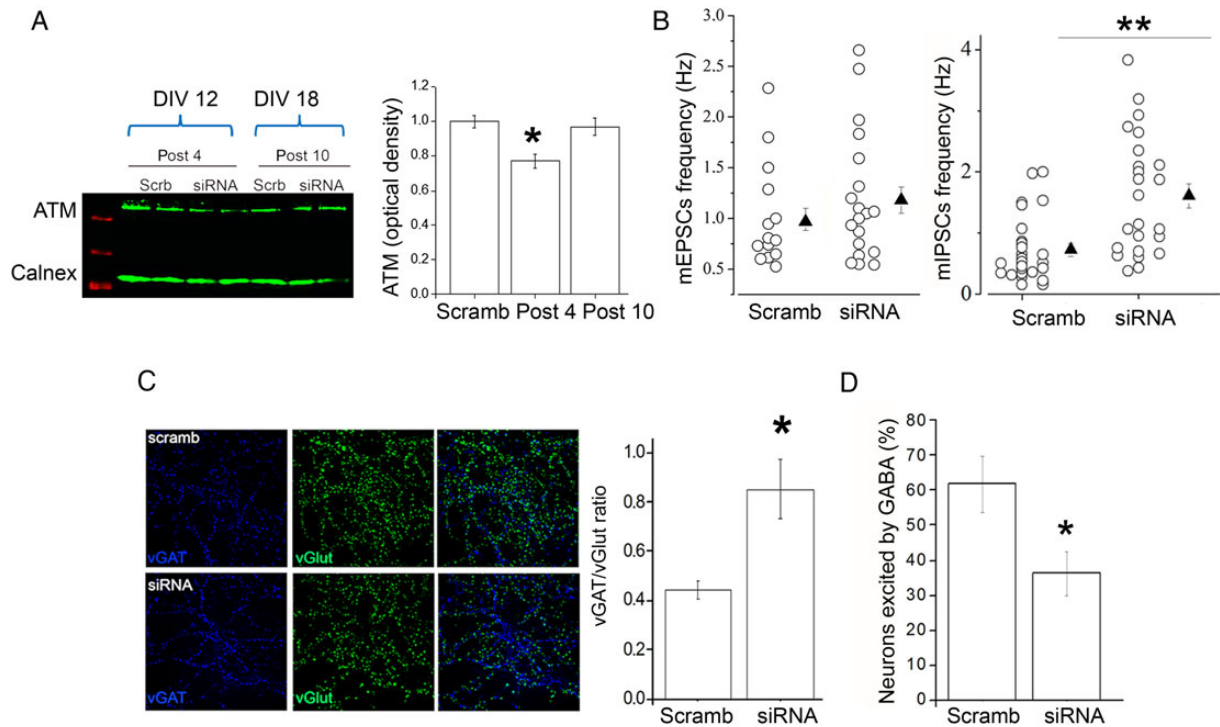 A
DIV 12 DIV 18
Post 4 Post 10
Scrb siRNA Scrb siRNA
ATM
Calnex
ATM (optical density)
1.2
1.0
0.8
0.6
0.4
0.2
0.0
*
Scramb Post 4 Post 10
B
mEPSCs frequency (Hz)
3.0
2.5
2.0
1.5
1.0
0.5
Scramb siRNA
mIPSCs frequency (Hz)
4
2
0
**
Scramb siRNA
C
scramb
vGAT vGlut
siRNA
vGAT vGlut
vGAT/vGlut ratio
1.0
0.8
0.6
0.4
0.2
0.0
*
Scramb siRNA
D
Neurons excited by GABA (%)
80
70
60
50
40
30
20
10
0
*
Scramb siRNA